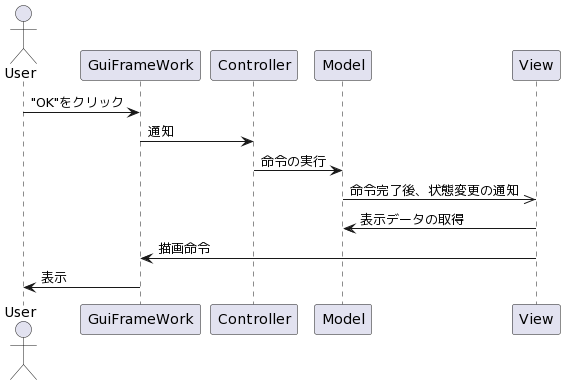 User
GuiFrameWork
Controller
Model
View
"OK"をクリック
通知
命令の実行
命令完了後、状態変更の通知
表示データの取得
描画命令
表示
User
GuiFrameWork
Controller
Model
View